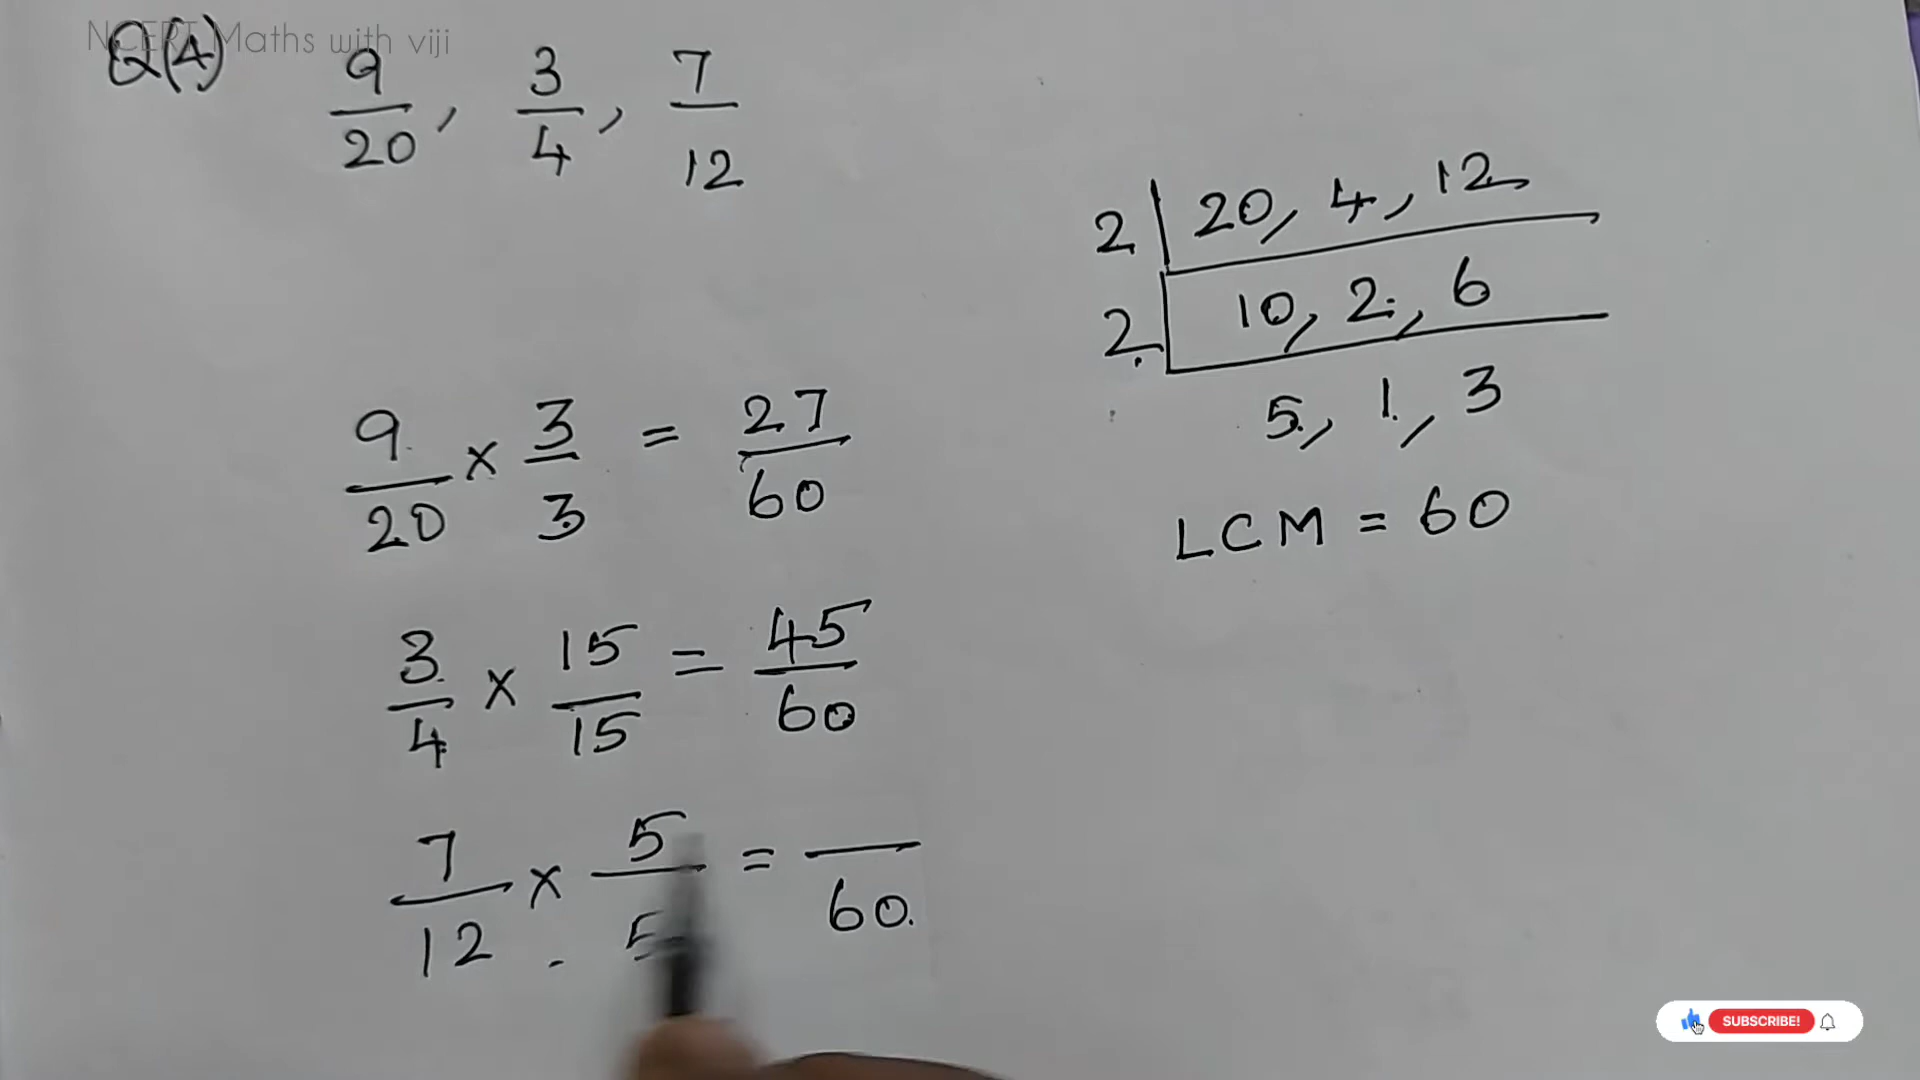 NCERT Maths with viji
Q(4) 9/20, 3/4, 7/12
2 | 20, 4, 12
2 | 10, 2, 6
5, 1, 3
LCM = 60
9/20 × 3/3 = 27/60
3/4 × 15/15 = 45/60
7/12 × 5/5 = /60
SUBSCRIBE!